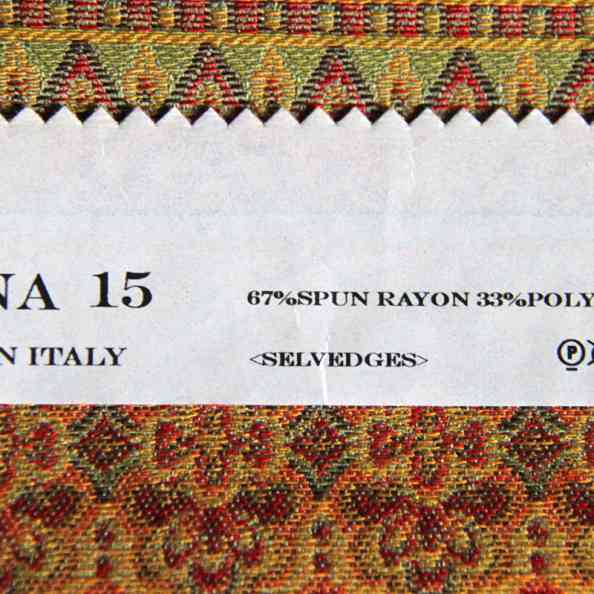 NA 15
67%SPUN RAYON 33%POLY
N ITALY
<SELVEDGES>
P